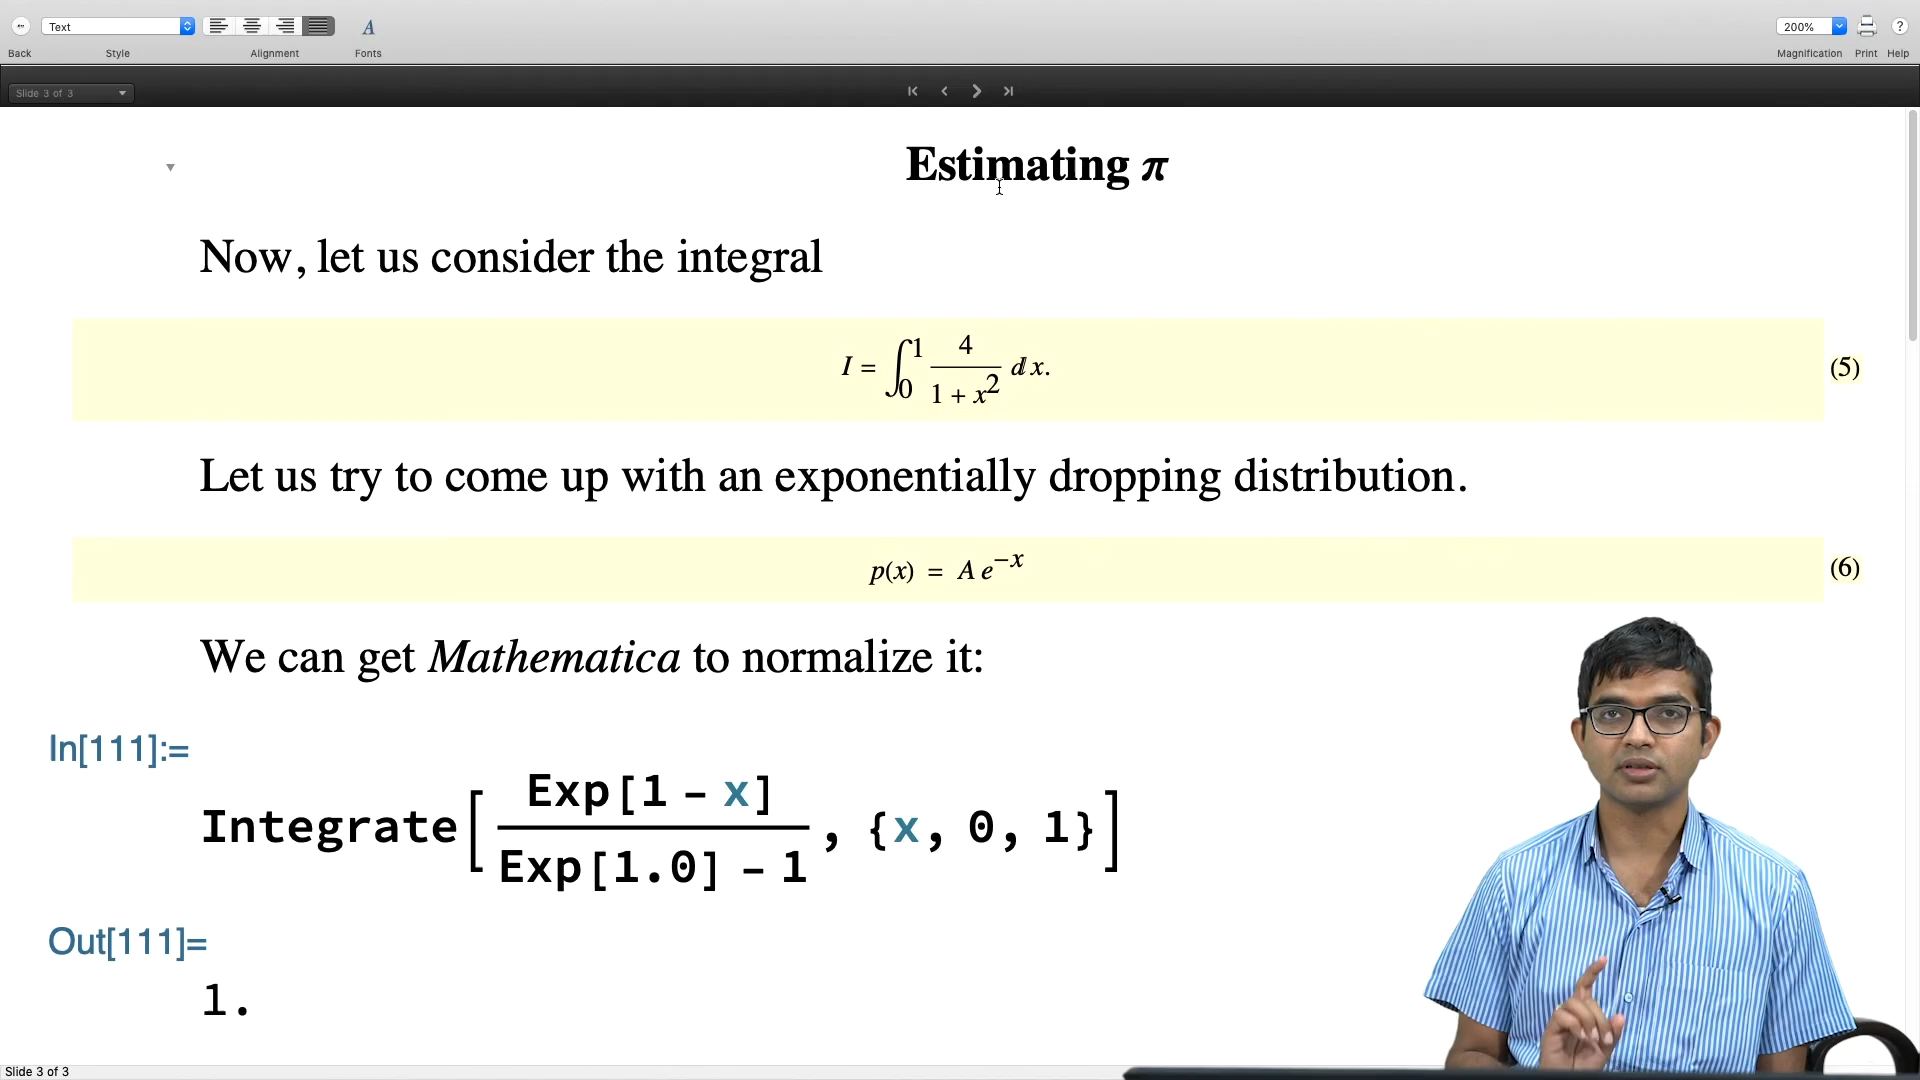 Text
200%
Back
Style
Alignment
Fonts
Magnification
Print
Help
Slide 3 of 3
Estimating π
Now, let us consider the integral
I = ∫₀¹ 4/(1 + x²) ⅆx. (5)
Let us try to come up with an exponentially dropping distribution.
p(x) = A e^(−x) (6)
We can get Mathematica to normalize it:
In[111]:=
Integrate[Exp[1 − x]/(Exp[1.0] − 1), {x, 0, 1}]
Out[111]=
1.
Slide 3 of 3